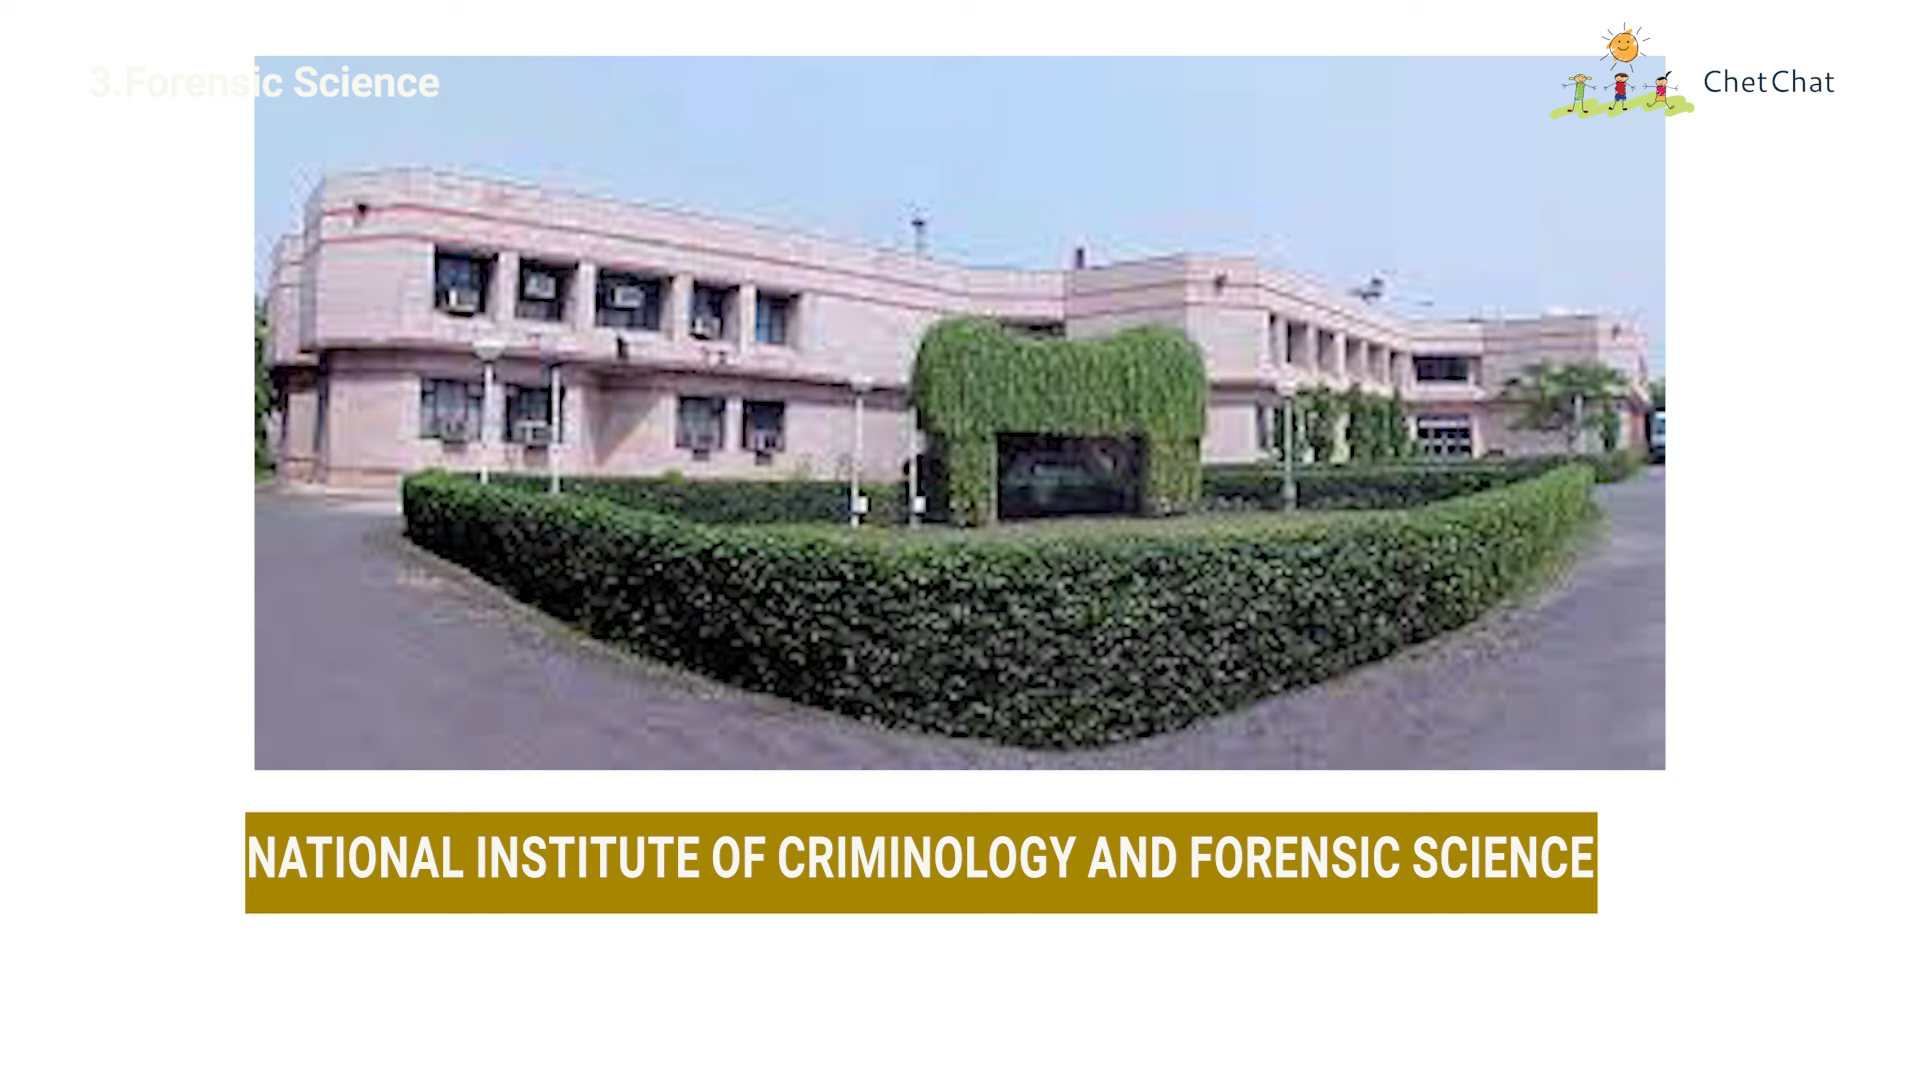 3.Forensic Science
ChetChat
NATIONAL INSTITUTE OF CRIMINOLOGY AND FORENSIC SCIENCE